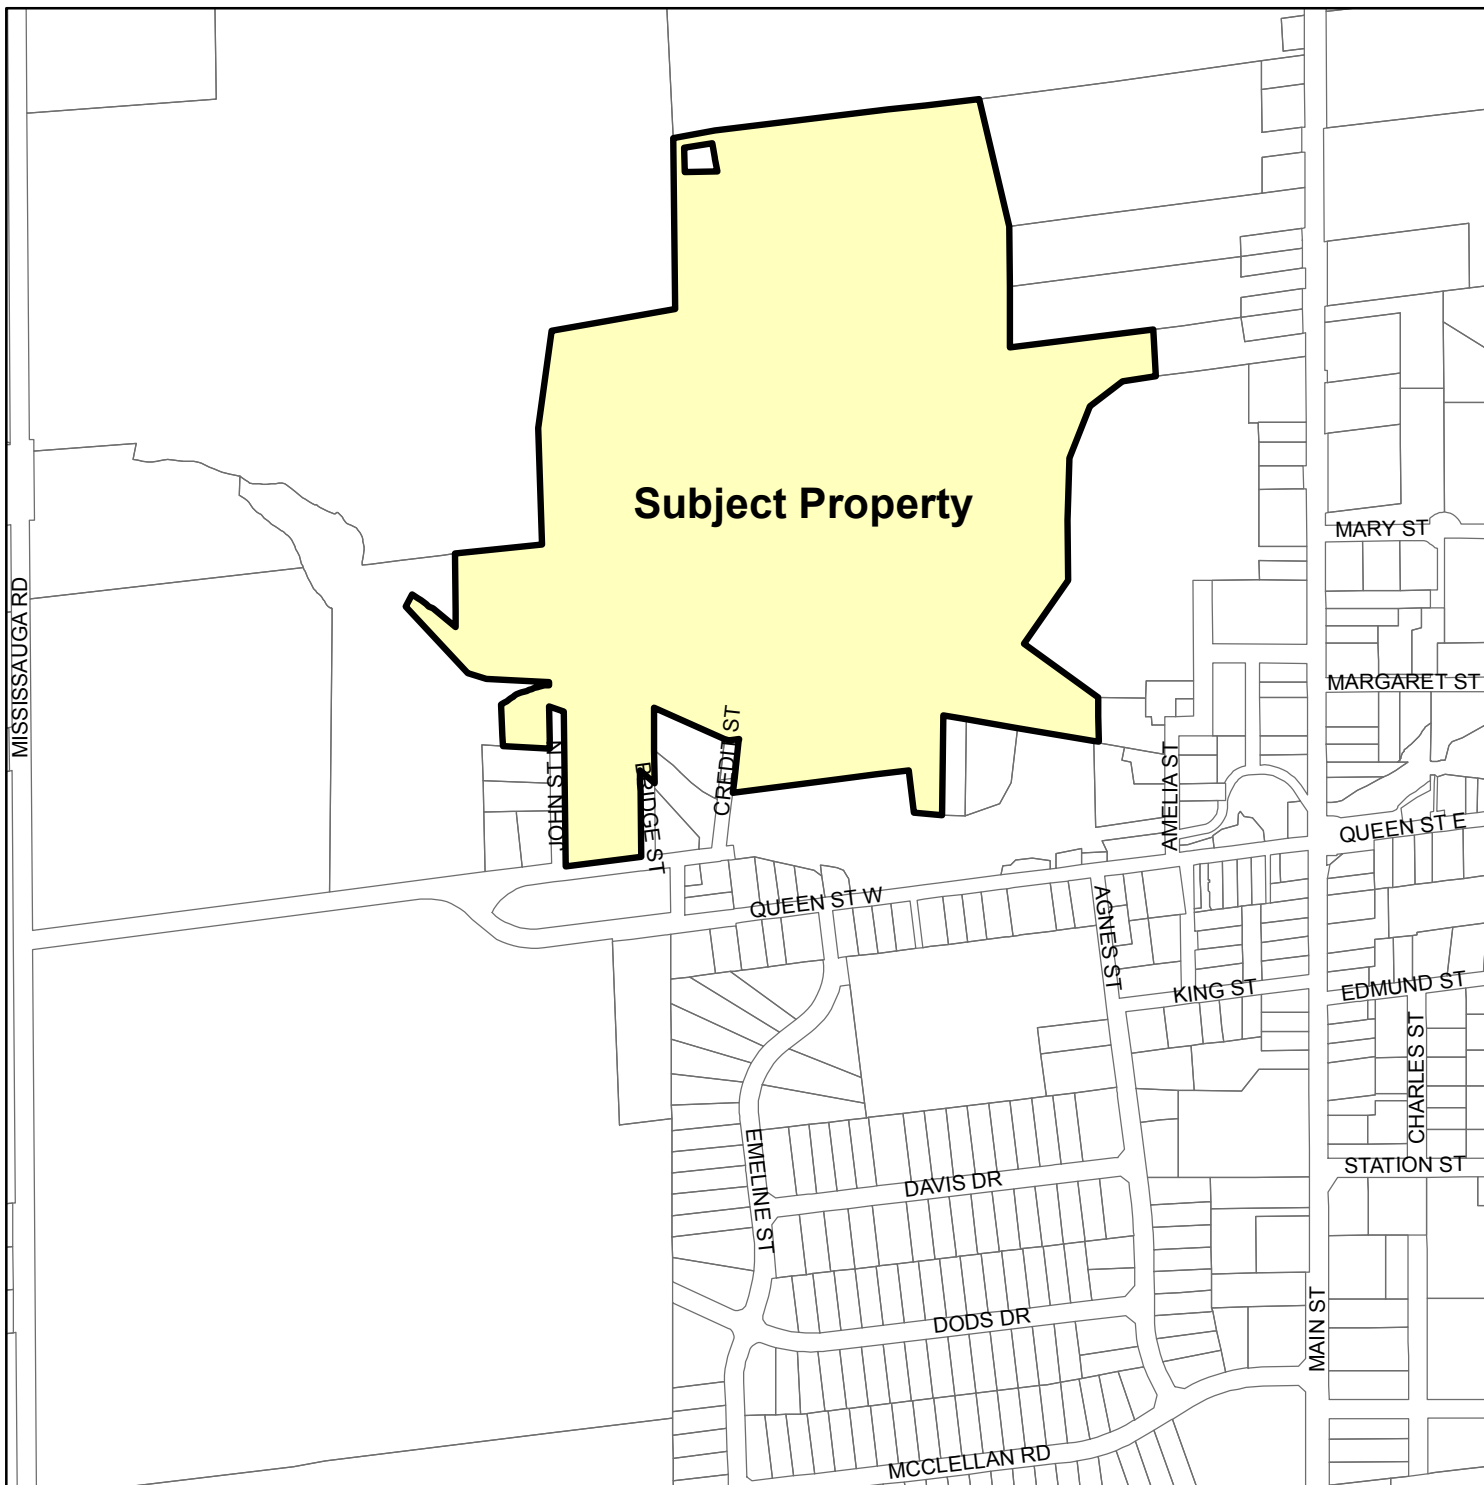 Subject Property
MARY ST
MISSISSAUGA RD
MARGARET ST
CREDIT ST
JOHN ST N
BRIDGE ST
AMELIA ST
QUEEN ST E
QUEEN ST W
AGNES ST
KING ST
EDMUND ST
CHARLES ST
EMELINE ST
STATION ST
DAVIS DR
DODS DR
MAIN ST
MCCLELLAN RD